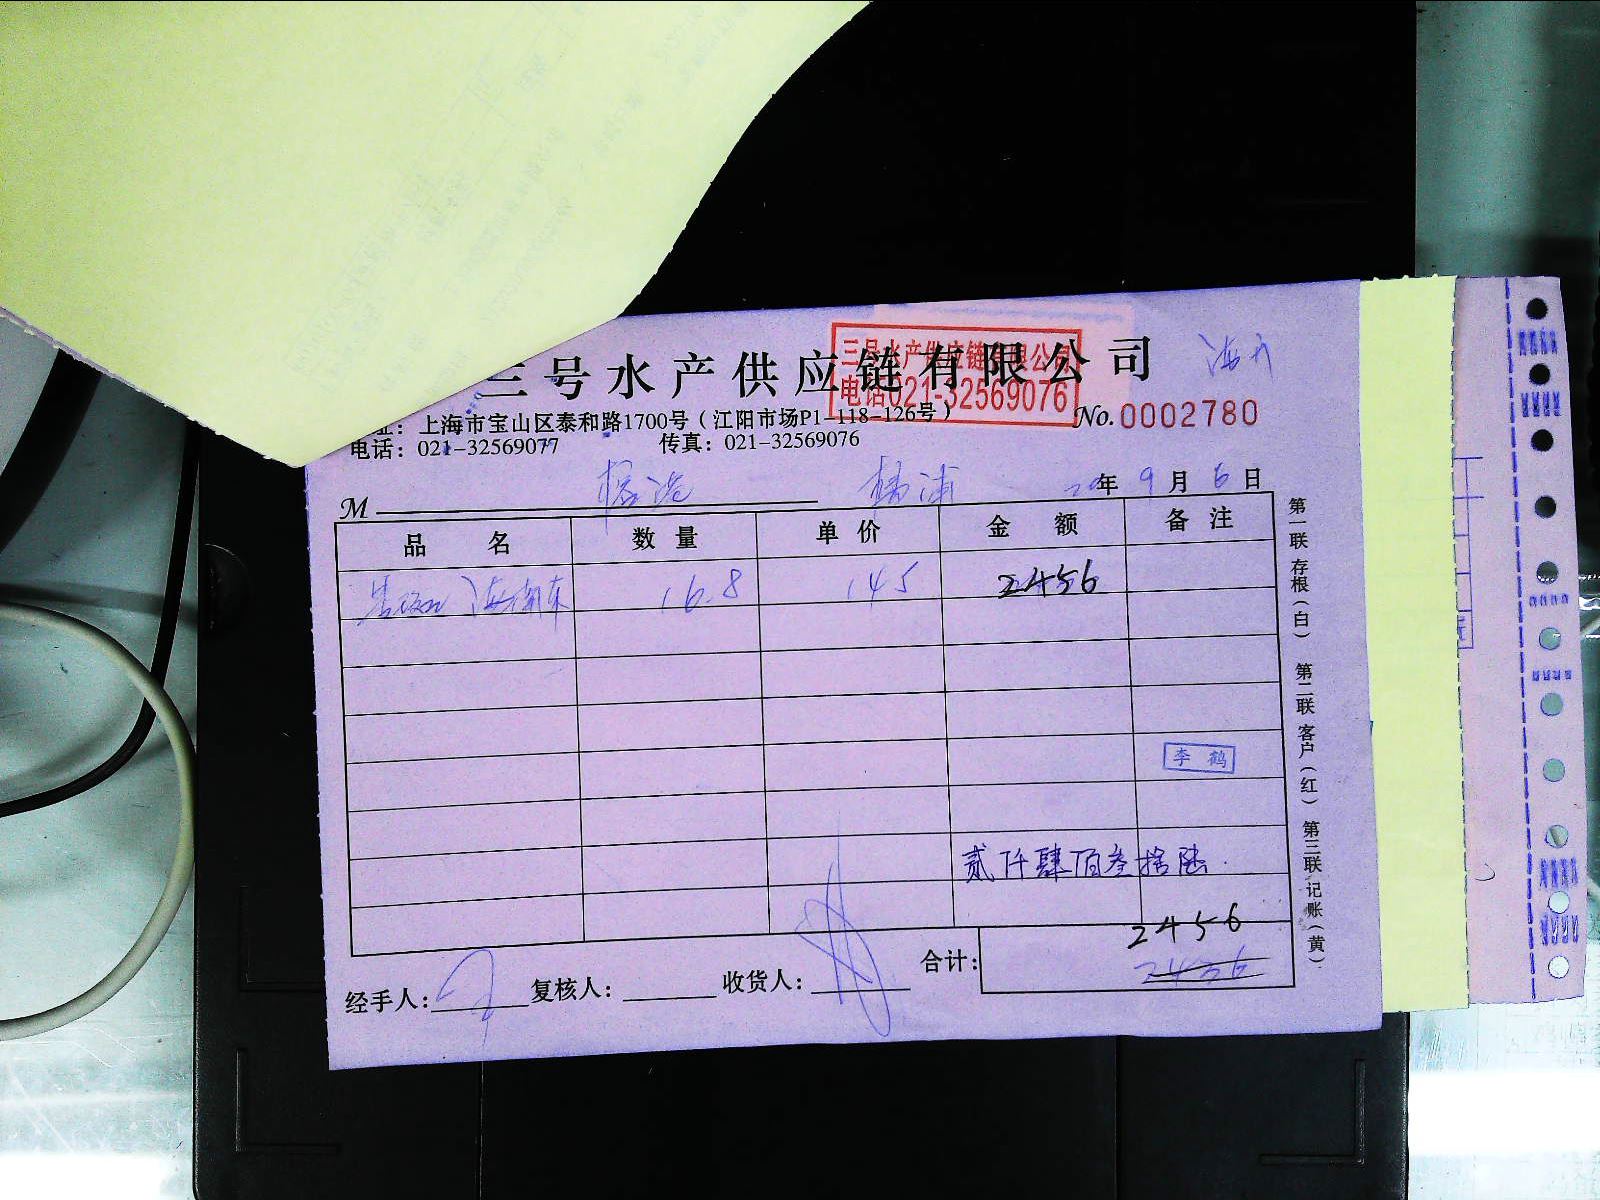 三号水产供应链有限公司
三号水产供应链有限公司
电话021-32569076
址：上海市宝山区泰和路1700号（江阳市场P1-118-126号）
No.0002780
电话：021-32569077 传真：021-32569076
M 杨浦 20年9月6日
品名 数量 单价 金额 备注
海南东 16.8 145 2456
李鹤
贰仟肆佰叁拾陆
2456
合计：2436
经手人： 复核人： 收货人：
第一联存根（白） 第二联客户（红） 第三联记账（黄）